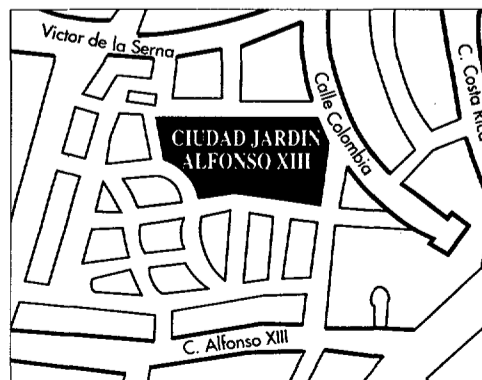 Victor de la Serna
C. Costa Rica
Calle Colombia
CIUDAD JARDIN
ALFONSO XIII
C. Alfonso XIII